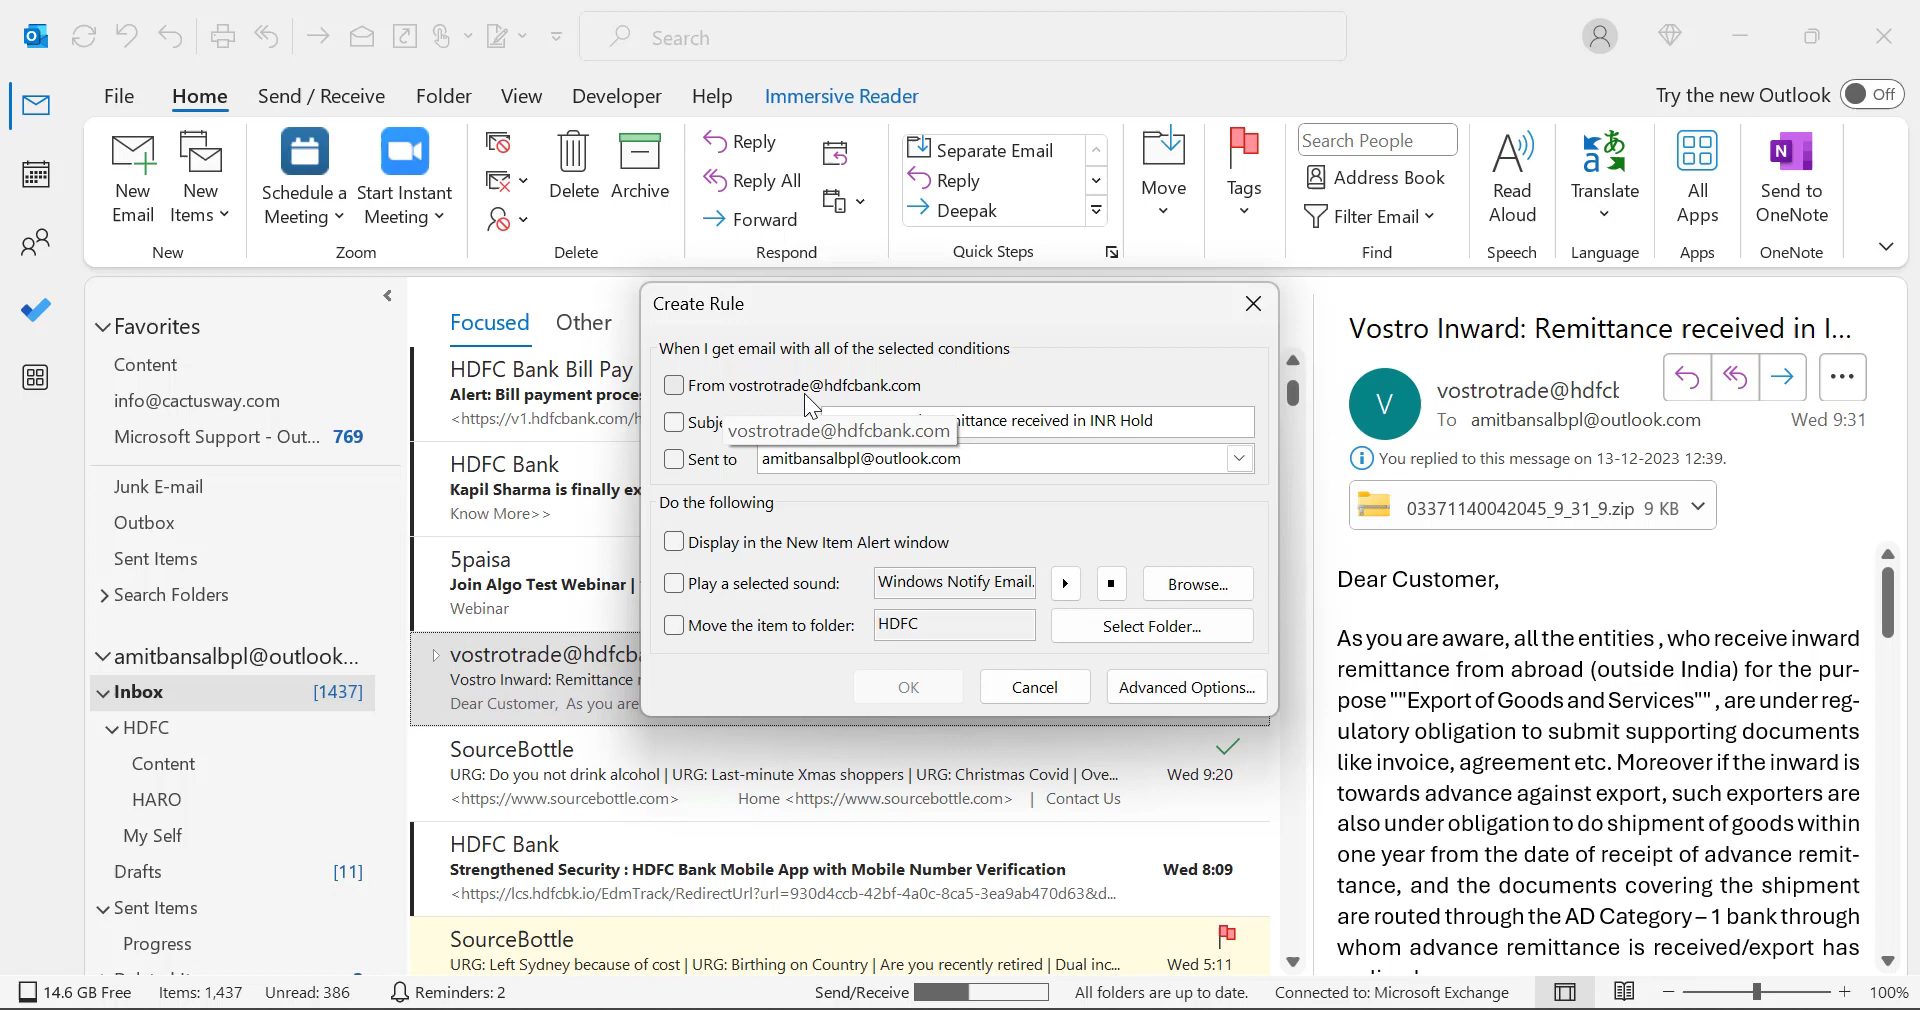 Search
File Home Send / Receive Folder View Developer Help Immersive Reader
Try the new Outlook Off
New Email
New Items
New
Schedule a Meeting
Start Instant Meeting
Zoom
Delete
Archive
Delete
Reply
Reply All
Forward
Respond
Separate Email
Reply
Deepak
Quick Steps
Move
Tags
Search People
Address Book
Filter Email
Find
Read Aloud
Speech
Translate
Language
All Apps
Apps
N
Send to OneNote
OneNote
Favorites
Content
info@cactusway.com
Microsoft Support - Out... 769
Junk E-mail
Outbox
Sent Items
Search Folders
amitbansalbpl@outlook...
Inbox [1437]
HDFC
Content
HARO
My Self
Drafts [11]
Sent Items
Progress
Focused Other
HDFC Bank Bill Pay
Alert: Bill payment proce
<https://v1.hdfcbank.com/h
HDFC Bank
Kapil Sharma is finally ex
Know More>>
5paisa
Join Algo Test Webinar |
Webinar
vostrotrade@hdfcb
Vostro Inward: Remittance
Dear Customer, As you are
SourceBottle
URG: Do you not drink alcohol | URG: Last-minute Xmas shoppers | URG: Christmas Covid | Ove... Wed 9:20
<https://www.sourcebottle.com> Home <https://www.sourcebottle.com> | Contact Us
HDFC Bank
Strengthened Security : HDFC Bank Mobile App with Mobile Number Verification Wed 8:09
<https://lcs.hdfcbk.io/EdmTrack/RedirectUrl?url=930d4ccb-42bf-4a0c-8ca5-3ea9ab470d63&d...
SourceBottle
URG: Left Sydney because of cost | URG: Birthing on Country | Are you recently retired | Dual inc... Wed 5:11
Create Rule
When I get email with all of the selected conditions
From vostrotrade@hdfcbank.com
Subje ittance received in INR Hold
vostrotrade@hdfcbank.com
Sent to amitbansalbpl@outlook.com
Do the following
Display in the New Item Alert window
Play a selected sound: Windows Notify Email. Browse...
Move the item to folder: HDFC Select Folder...
OK Cancel Advanced Options...
Vostro Inward: Remittance received in I...
V
vostrotrade@hdfcb
To amitbansalbpl@outlook.com Wed 9:31
You replied to this message on 13-12-2023 12:39.
03371140042045_9_31_9.zip 9 KB
Dear Customer,
As you are aware, all the entities , who receive inward
remittance from abroad (outside India) for the pur-
pose ""Export of Goods and Services"" , are under reg-
ulatory obligation to submit supporting documents
like invoice, agreement etc. Moreover if the inward is
towards advance against export, such exporters are
also under obligation to do shipment of goods within
one year from the date of receipt of advance remit-
tance, and the documents covering the shipment
are routed through the AD Category – 1 bank through
whom advance remittance is received/export has
14.6 GB Free Items: 1,437 Unread: 386 Reminders: 2 Send/Receive All folders are up to date. Connected to: Microsoft Exchange 100%